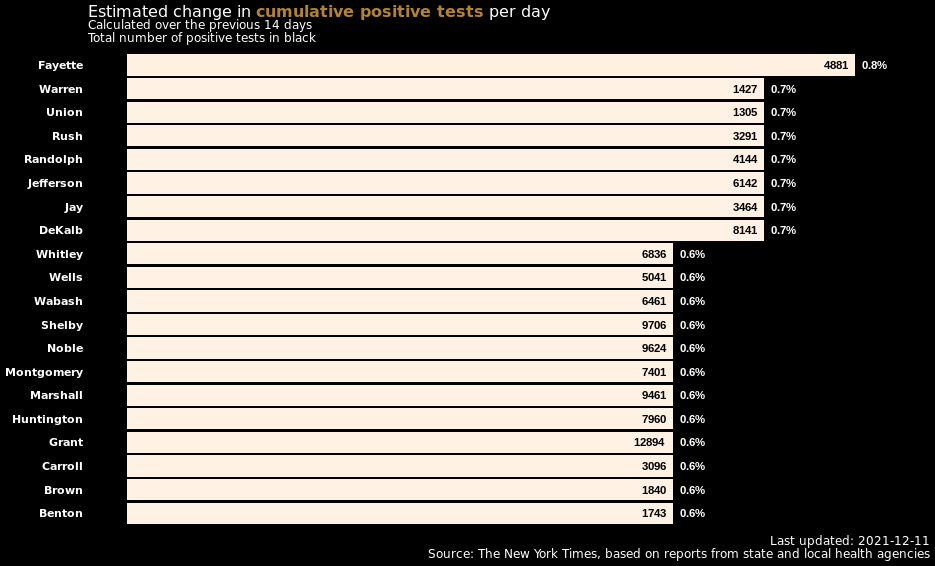 Estimated change in cumulative positive tests per day
Calculated over the previous 14 days
Total number of positive tests in black
Fayette 4881 0.8%
Warren 1427 0.7%
Union 1305 0.7%
Rush 3291 0.7%
Randolph 4144 0.7%
Jefferson 6142 0.7%
Jay 3464 0.7%
DeKalb 8141 0.7%
Whitley 6836 0.6%
Wells 5041 0.6%
Wabash 6461 0.6%
Shelby 9706 0.6%
Noble 9624 0.6%
Montgomery 7401 0.6%
Marshall 9461 0.6%
Huntington 7960 0.6%
Grant 12894 0.6%
Carroll 3096 0.6%
Brown 1840 0.6%
Benton 1743 0.6%
Last updated: 2021-12-11
Source: The New York Times, based on reports from state and local health agencies